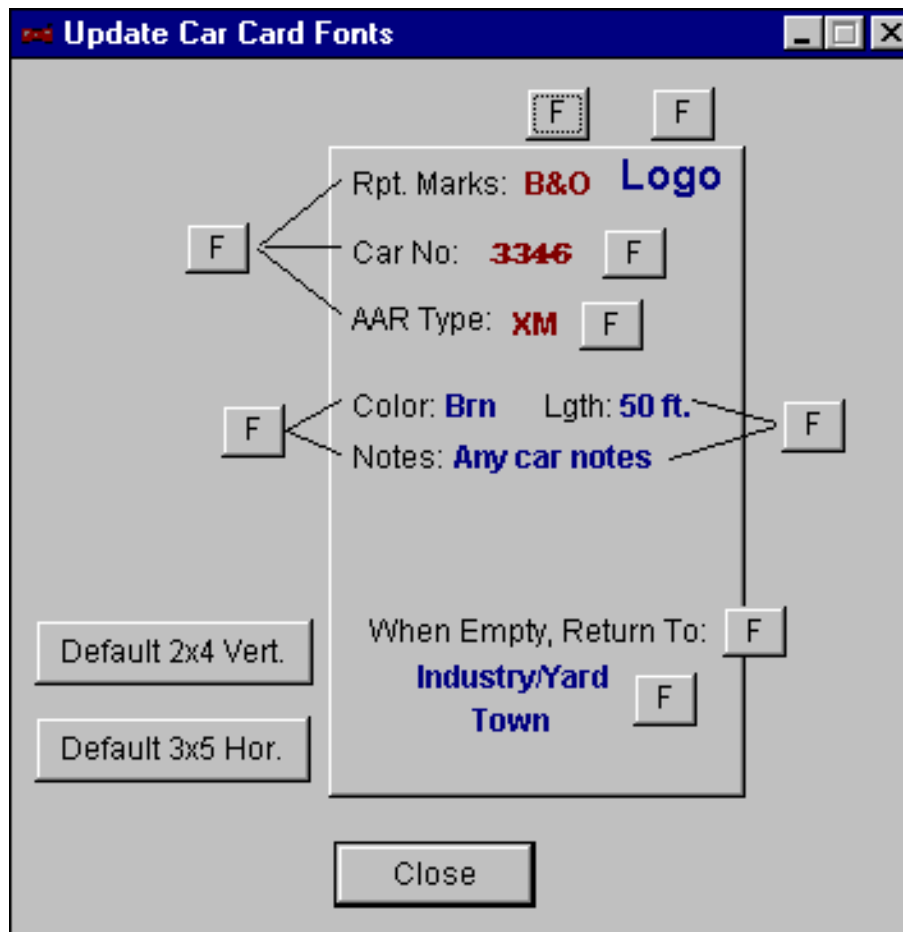 Update Car Card Fonts
F F
Rpt. Marks: B&O Logo
F Car No: 3346 F
AAR Type: XM F
Color: Brn Lgth: 50 ft.
F F
Notes: Any car notes
When Empty, Return To: F
Default 2x4 Vert.
Industry/Yard
F
Town
Default 3x5 Hor.
Close